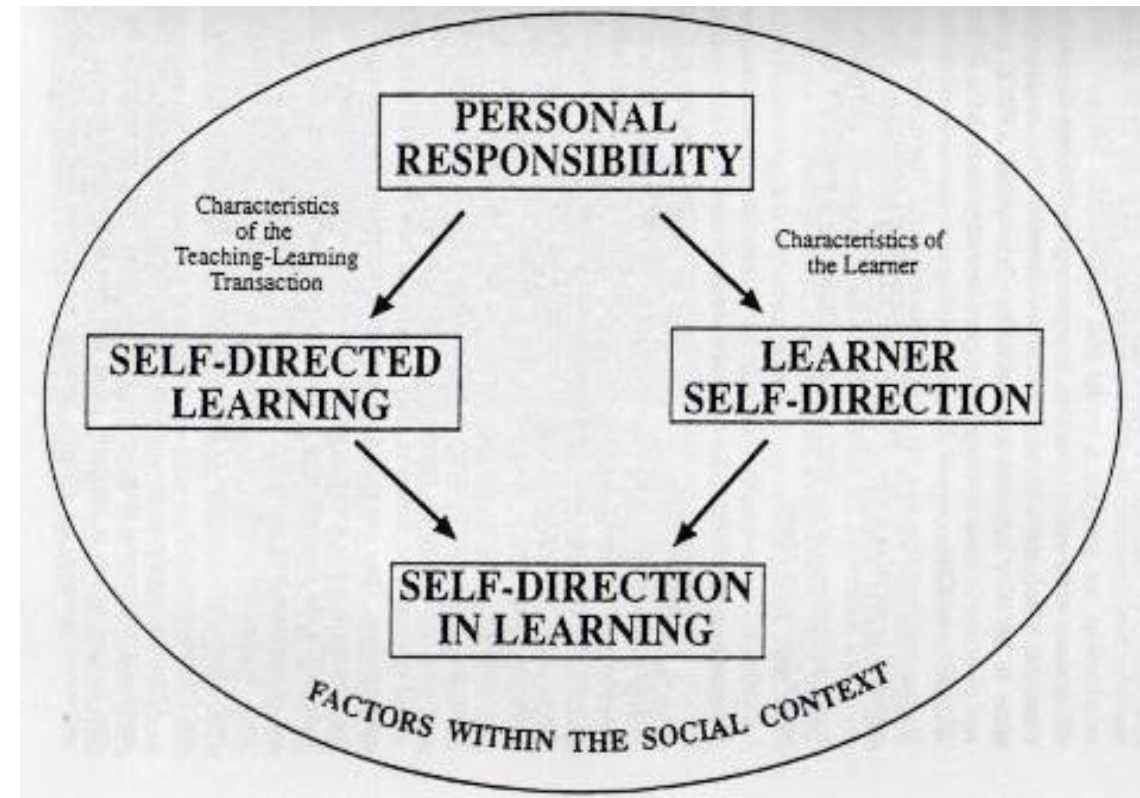 PERSONAL
RESPONSIBILITY
Characteristics
of the
Teaching-Learning
Transaction
Characteristics of
the Learner
SELF-DIRECTED
LEARNING
LEARNER
SELF-DIRECTION
SELF-DIRECTION
IN LEARNING
FACTORS WITHIN THE SOCIAL CONTEXT